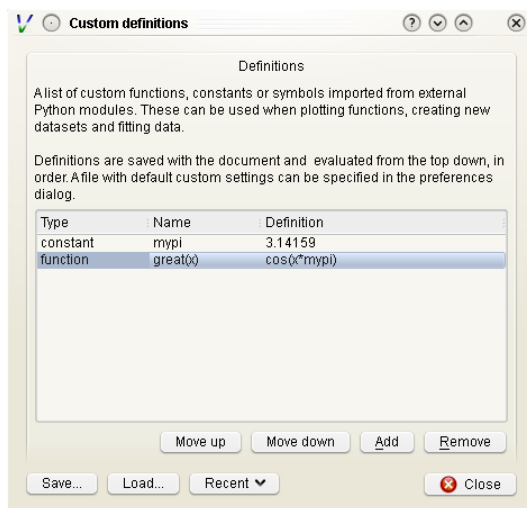 Custom definitions
Definitions
A list of custom functions, constants or symbols imported from external
Python modules. These can be used when plotting functions, creating new
datasets and fitting data.
Definitions are saved with the document and evaluated from the top down, in
order. A file with default custom settings can be specified in the preferences
dialog.
Type Name Definition
constant mypi 3.14159
function great(x) cos(x*mypi)
Move up Move down Add Remove
Save... Load... Recent Close